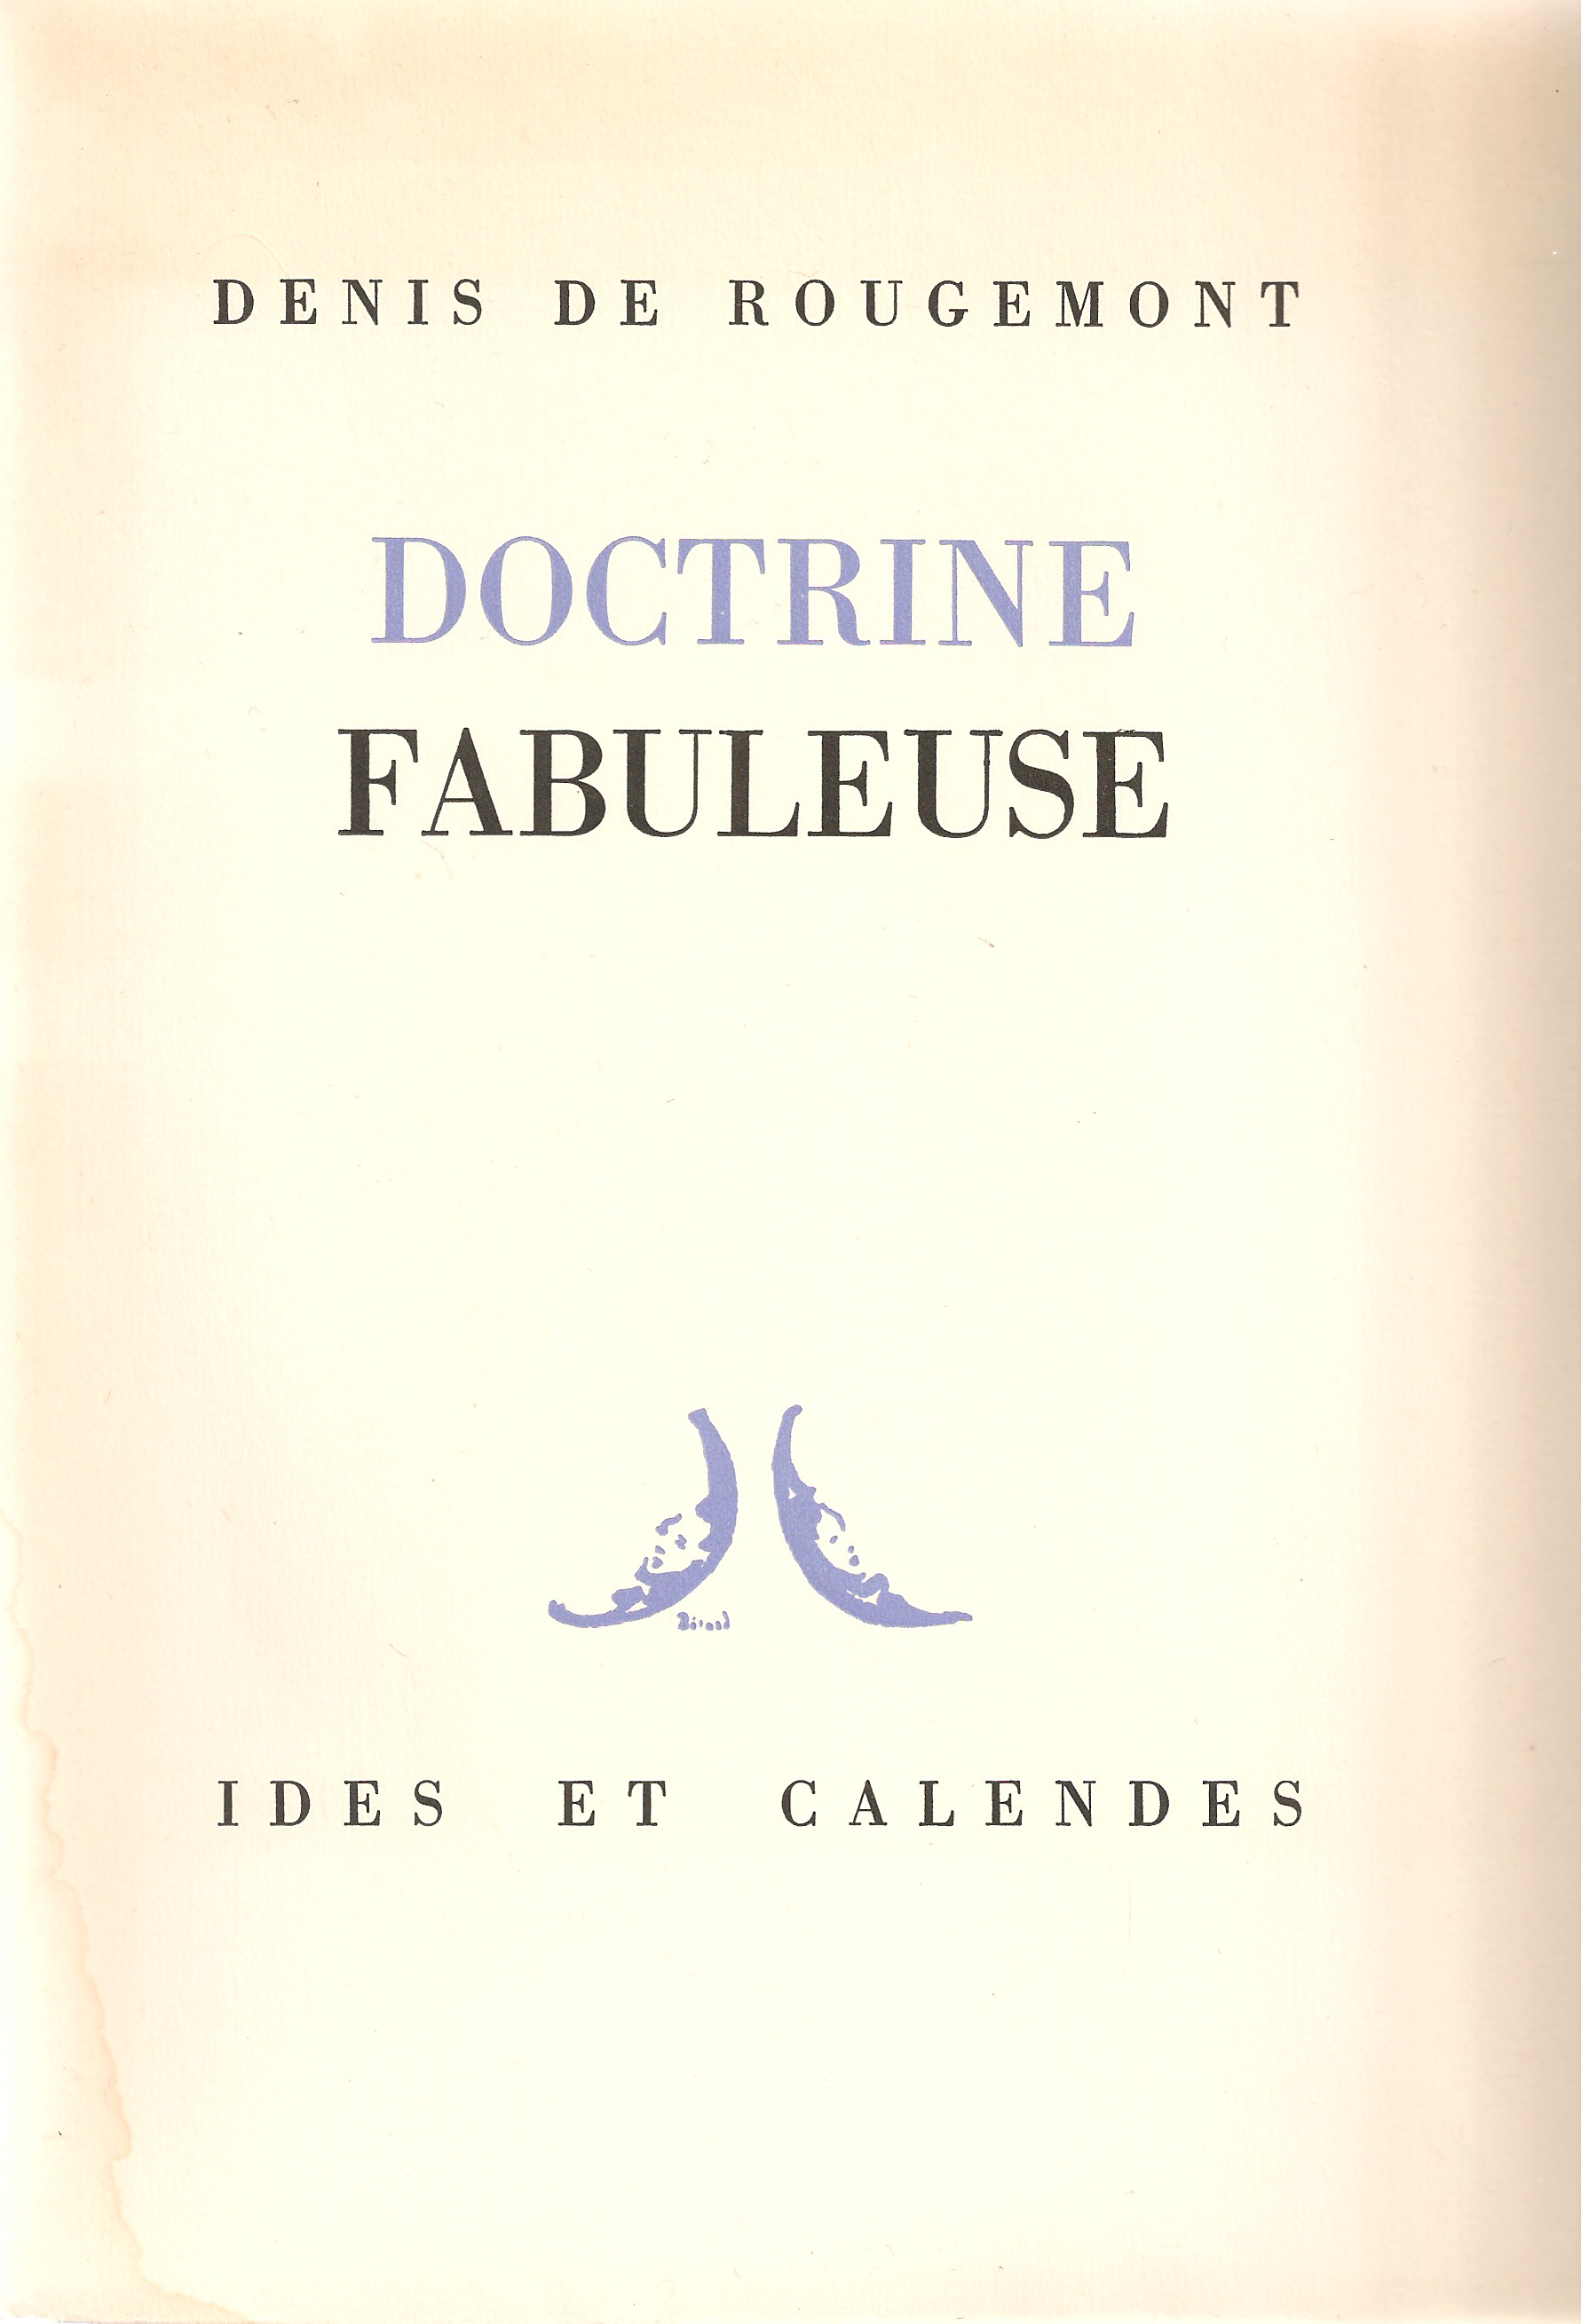 DENIS DE ROUGEMONT
DOCTRINE
FABULEUSE
IDES ET CALENDES